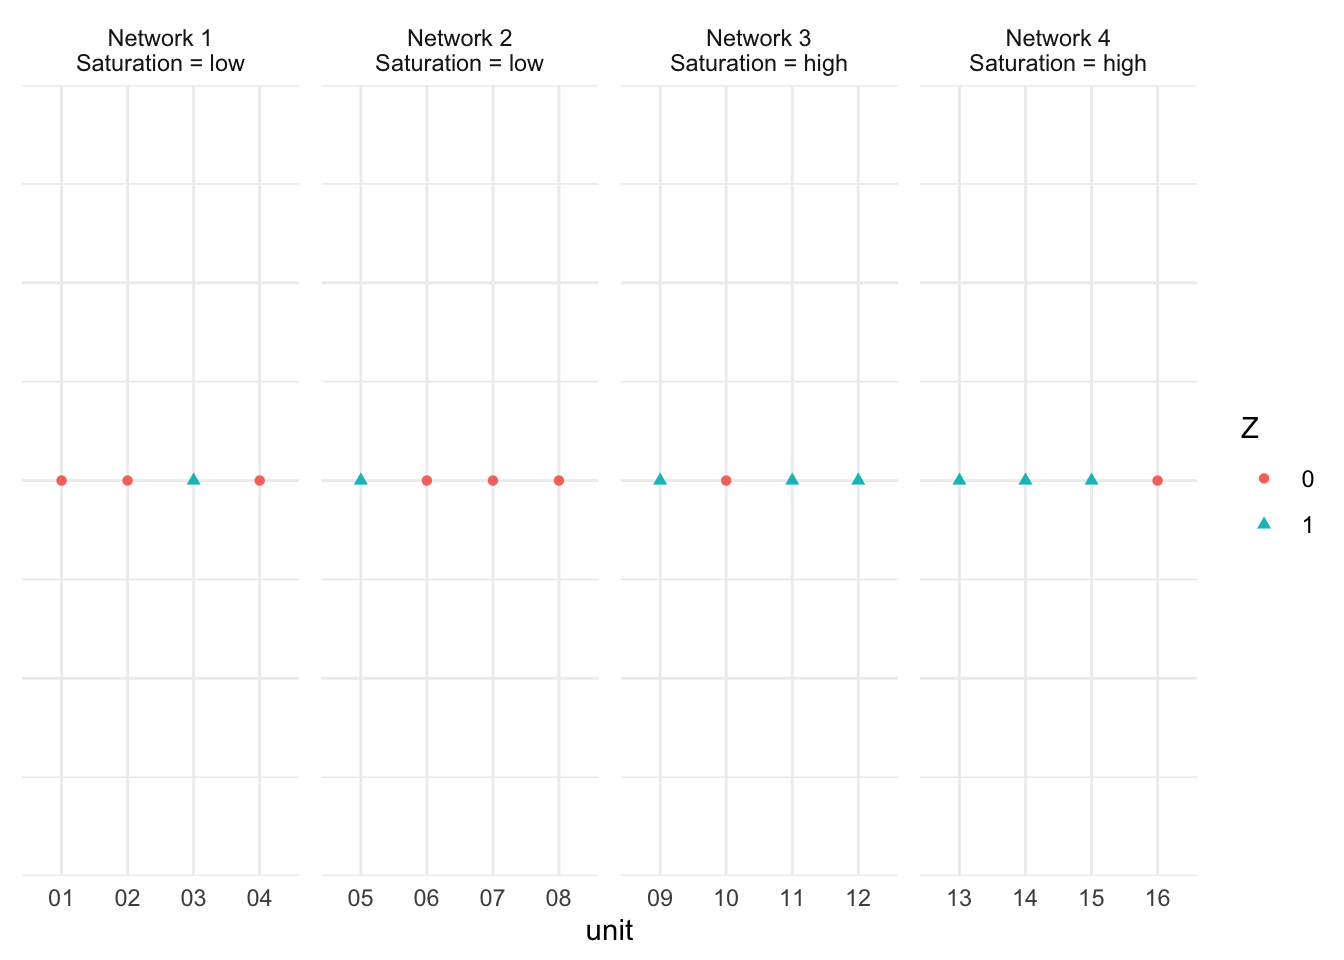 Network 1
Saturation = low
Network 2
Saturation = low
Network 3
Saturation = high
Network 4
Saturation = high
Z
0
1
01 02 03 04 05 06 07 08 09 10 11 12 13 14 15 16
unit